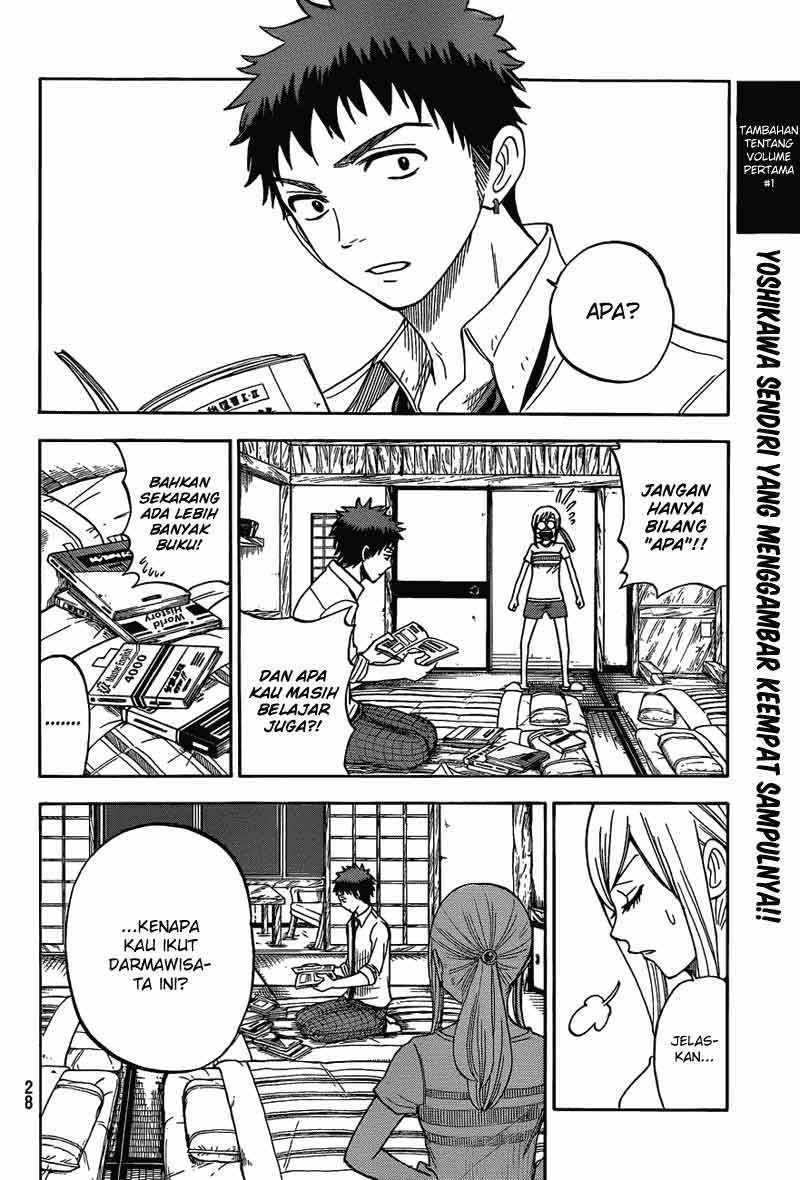 TAMBAHAN
TENTANG
VOLUME
PERTAMA
#1
YOSHIKAWA SENDIRI YANG MENGGAMBAR KEEMPAT SAMPULNYA!!
APA?
JANGAN
HANYA
BILANG
"APA"!!
DAN APA
KAU MASIH
BELAJAR
JUGA?!
BAHKAN
SEKARANG
ADA LEBIH
BANYAK
BUKU!
World
History
Master English
4000
........
JELAS-
KAN...
...KENAPA
KAU IKUT
DARMAWISA-
TA INI?
28